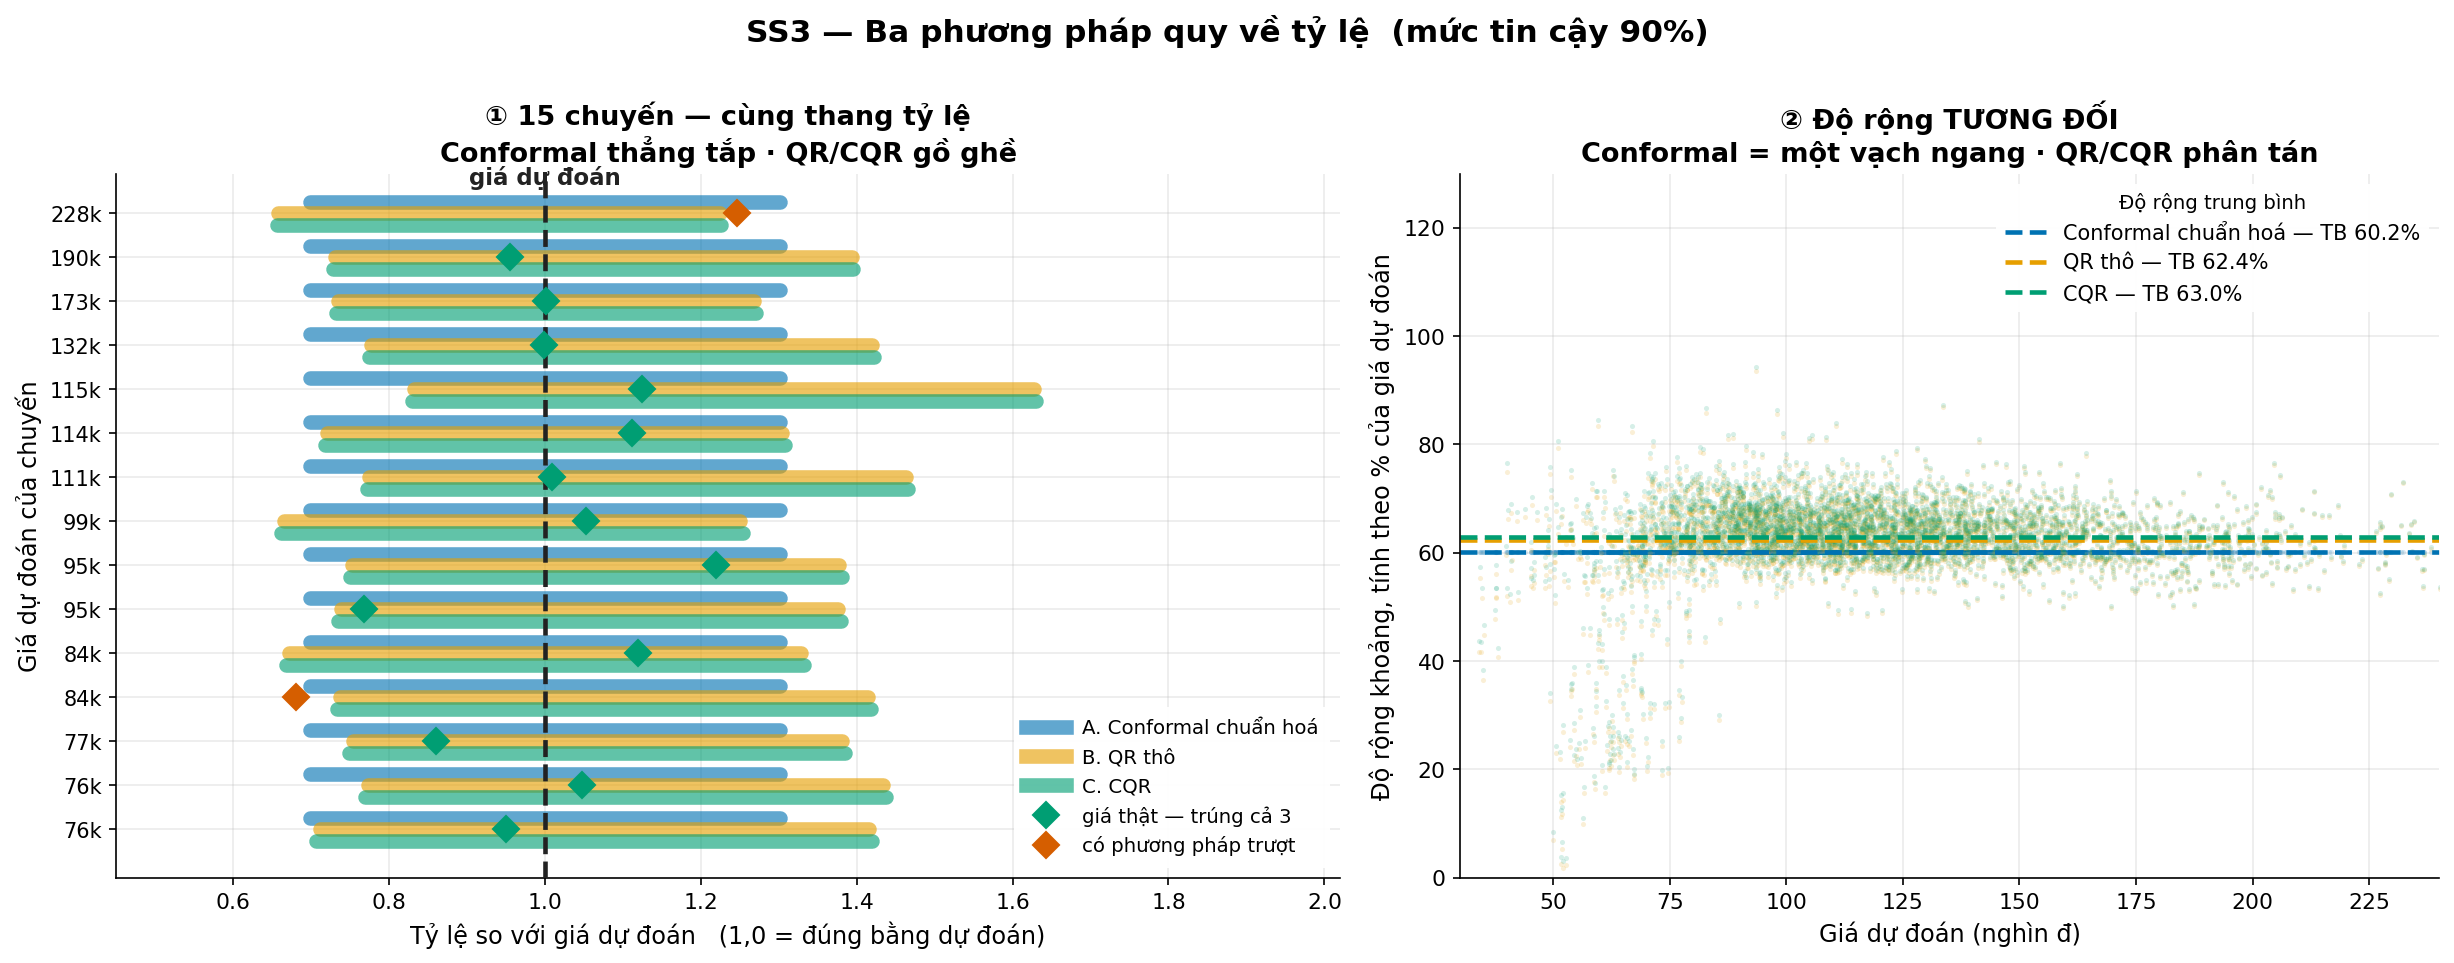 SS3 — Ba phương pháp quy về tỷ lệ (mức tin cậy 90%)
① 15 chuyến — cùng thang tỷ lệ
Conformal thẳng tắp · QR/CQR gồ ghề
giá dự đoán
Giá dự đoán của chuyến
228k
190k
173k
132k
115k
114k
111k
99k
95k
95k
84k
84k
77k
76k
76k
A. Conformal chuẩn hoá
B. QR thô
C. CQR
giá thật — trúng cả 3
có phương pháp trượt
0.6
0.8
1.0
1.2
1.4
1.6
1.8
2.0
Tỷ lệ so với giá dự đoán (1,0 = đúng bằng dự đoán)
② Độ rộng TƯƠNG ĐỐI
Conformal = một vạch ngang · QR/CQR phân tán
Độ rộng khoảng, tính theo % của giá dự đoán
120
100
80
60
40
20
0
Độ rộng trung bình
Conformal chuẩn hoá — TB 60.2%
QR thô — TB 62.4%
CQR — TB 63.0%
50
75
100
125
150
175
200
225
Giá dự đoán (nghìn đ)